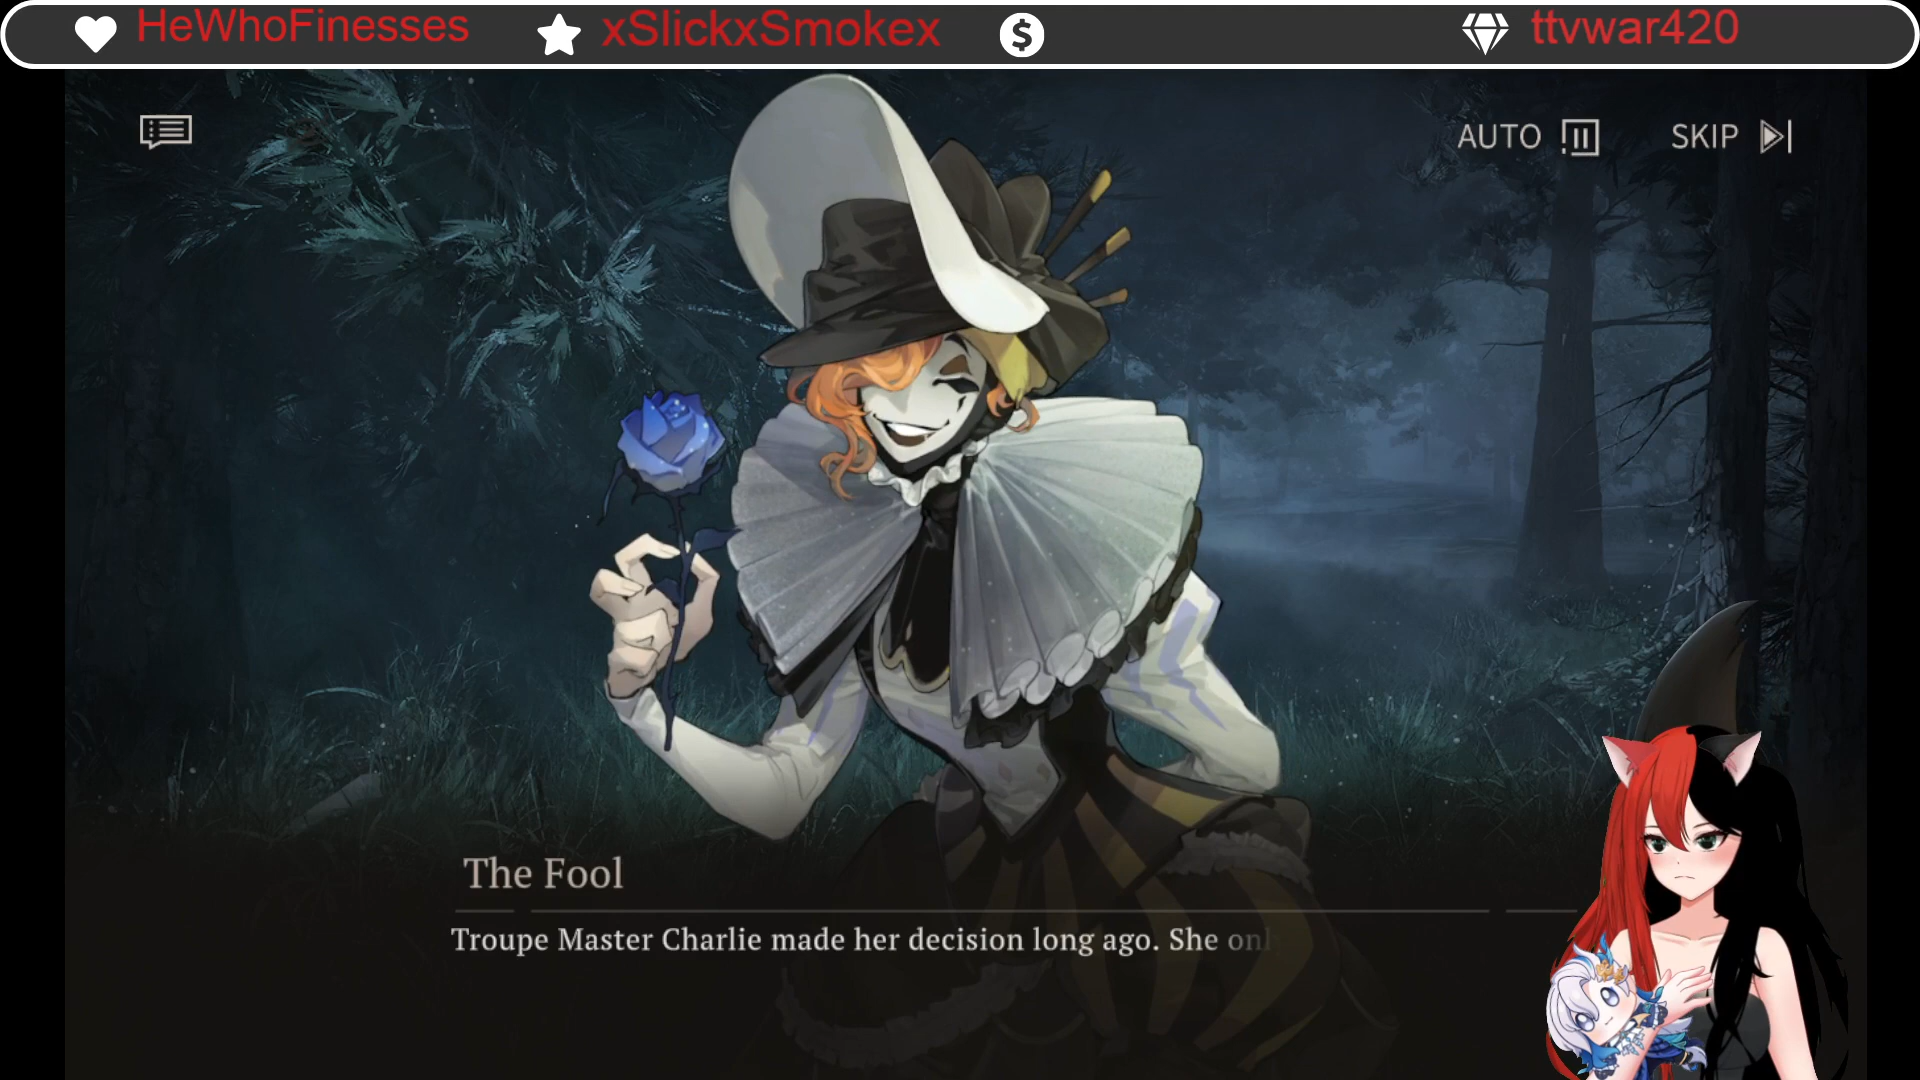 HeWhoFinesses
xSlickxSmokex
ttvwar420
AUTO
SKIP
The Fool
Troupe Master Charlie made her decision long ago. She